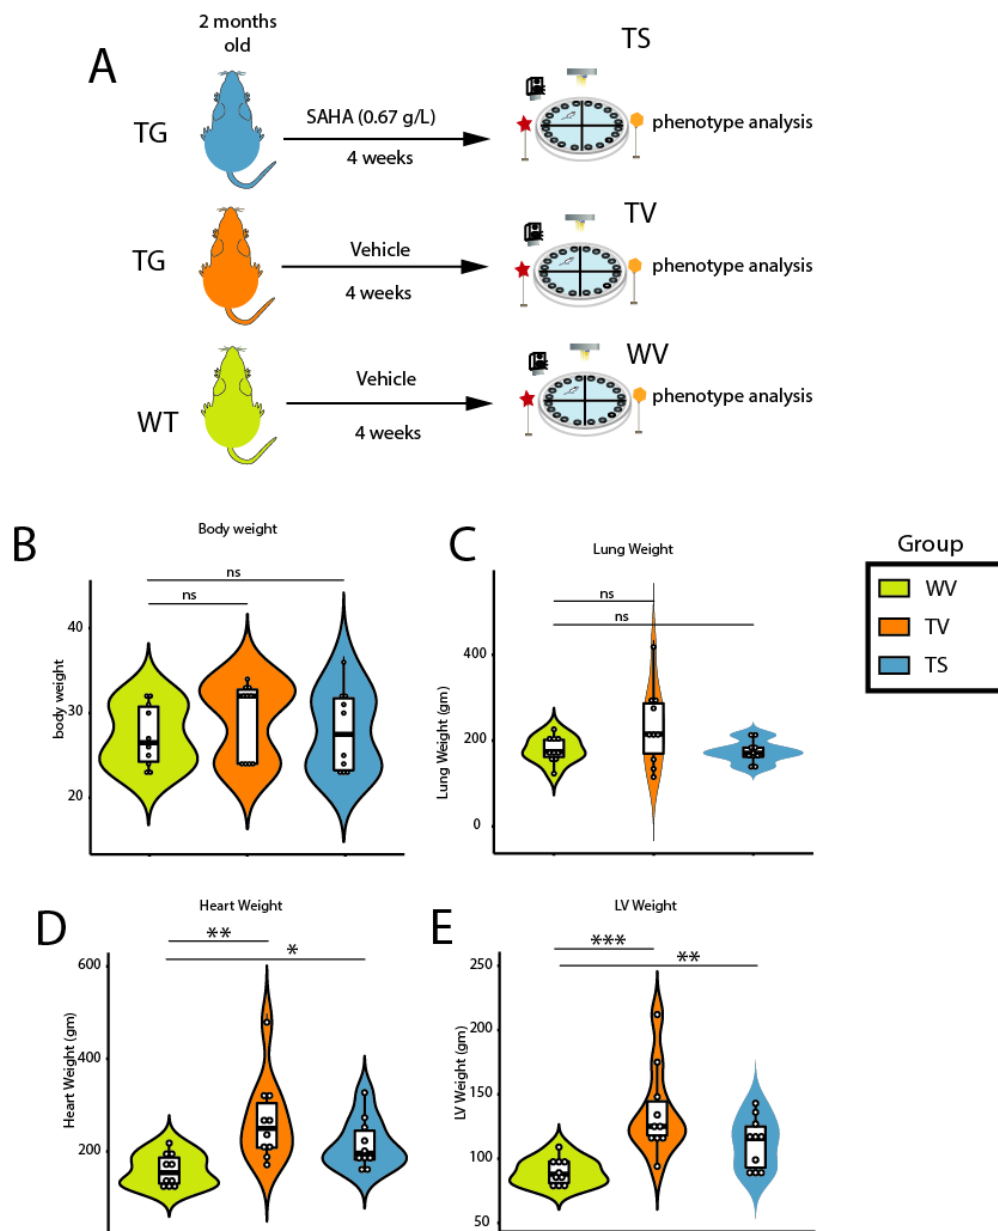 2 months
old
A
TS
TG
SAHA (0.67 g/L)
4 weeks
phenotype analysis
TV
TG
Vehicle
4 weeks
phenotype analysis
WV
WT
Vehicle
4 weeks
phenotype analysis
B
Body weight
ns
ns
body weight
40
30
20
C
Lung Weight
ns
ns
Lung Weight (gm)
400
200
0
Group
WV
TV
TS
D
Heart Weight
**
*
Heart Weight (gm)
600
400
200
E
LV Weight
***
**
LV Weight (gm)
250
200
150
100
50